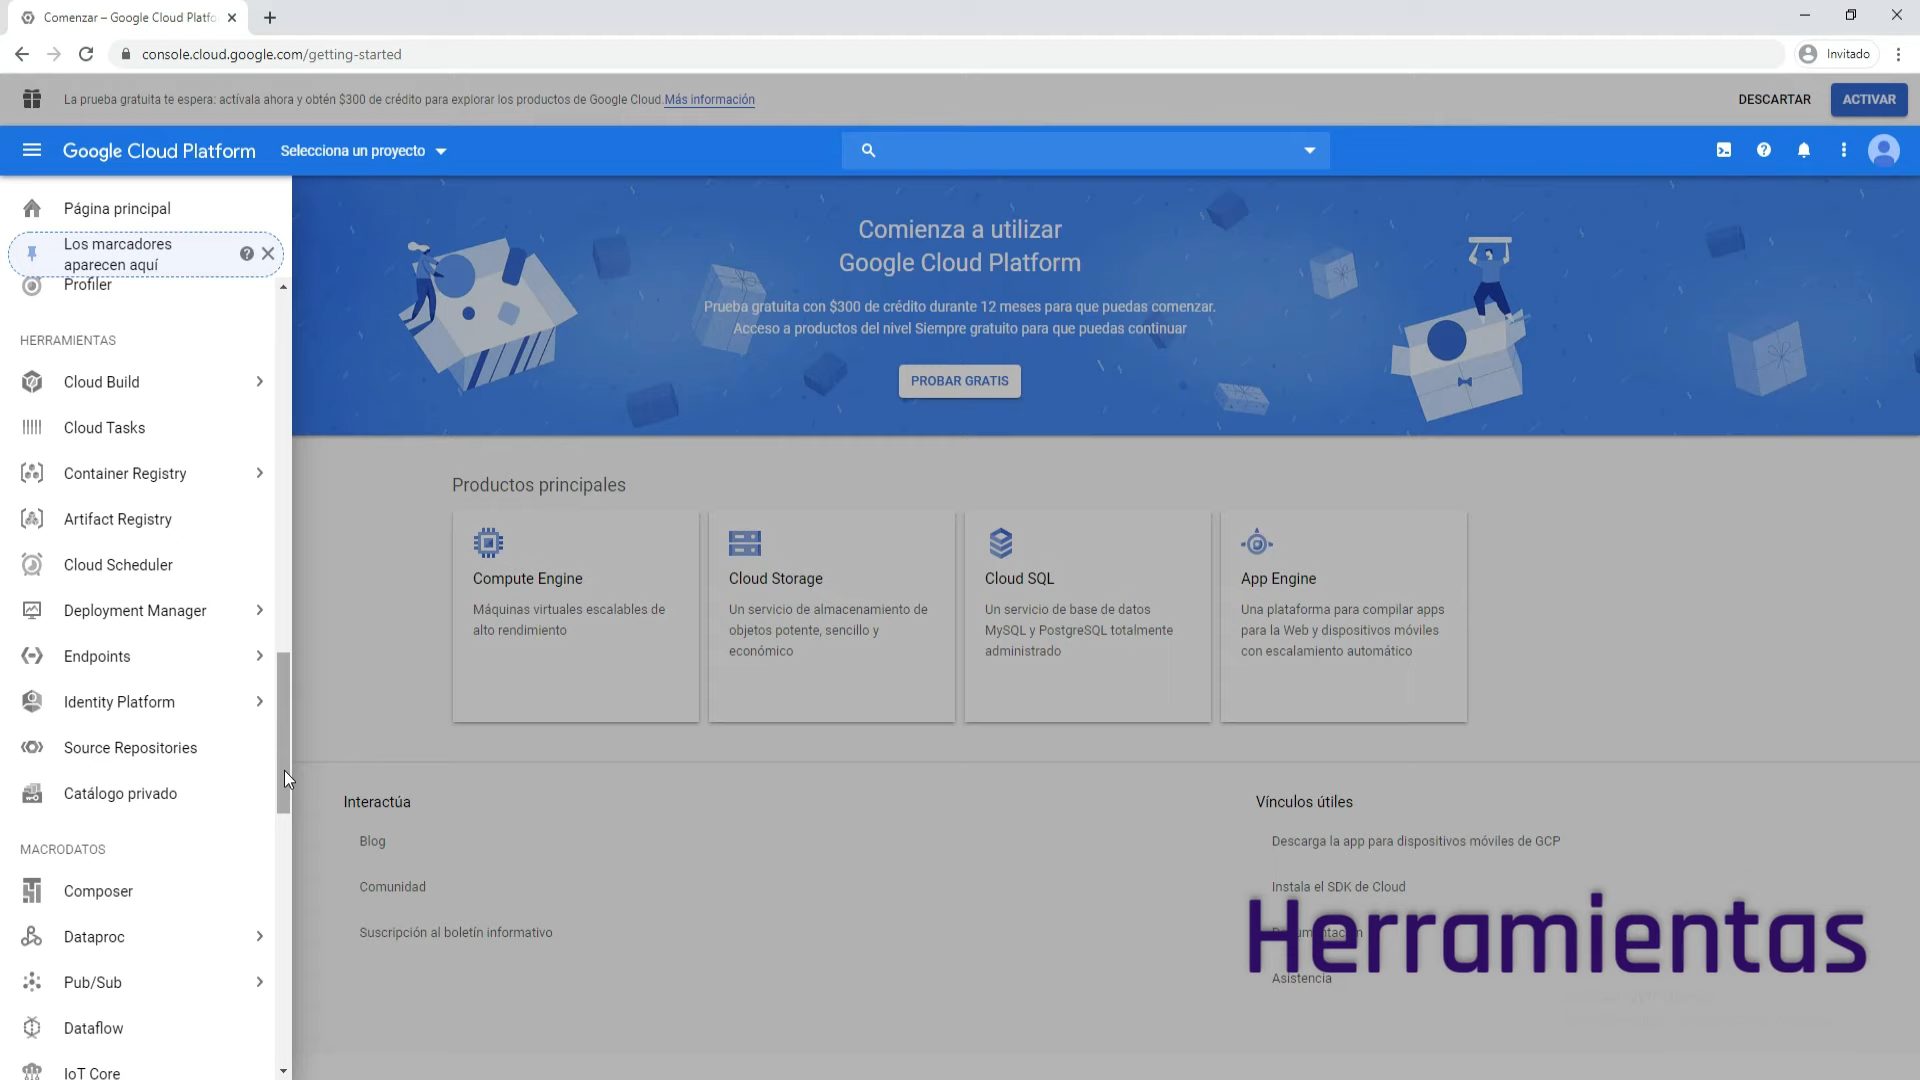 Comenzar – Google Cloud Platfo
console.cloud.google.com/getting-started
Invitado
La prueba gratuita te espera: actívala ahora y obtén $300 de crédito para explorar los productos de Google Cloud. Más información
DESCARTAR
ACTIVAR
Google Cloud Platform
Selecciona un proyecto
Página principal
Los marcadores
aparecen aquí
Profiler
HERRAMIENTAS
Cloud Build
Cloud Tasks
Container Registry
Artifact Registry
Cloud Scheduler
Deployment Manager
Endpoints
Identity Platform
Source Repositories
Catálogo privado
MACRODATOS
Composer
Dataproc
Pub/Sub
Dataflow
IoT Core
Comienza a utilizar
Google Cloud Platform
Prueba gratuita con $300 de crédito durante 12 meses para que puedas comenzar.
Acceso a productos del nivel Siempre gratuito para que puedas continuar
PROBAR GRATIS
Productos principales
Compute Engine
Máquinas virtuales escalables de
alto rendimiento
Cloud Storage
Un servicio de almacenamiento de
objetos potente, sencillo y
económico
Cloud SQL
Un servicio de base de datos
MySQL y PostgreSQL totalmente
administrado
App Engine
Una plataforma para compilar apps
para la Web y dispositivos móviles
con escalamiento automático
Interactúa
Blog
Comunidad
Suscripción al boletín informativo
Vínculos útiles
Descarga la app para dispositivos móviles de GCP
Instala el SDK de Cloud
Documentación
Asistencia
Herramientas